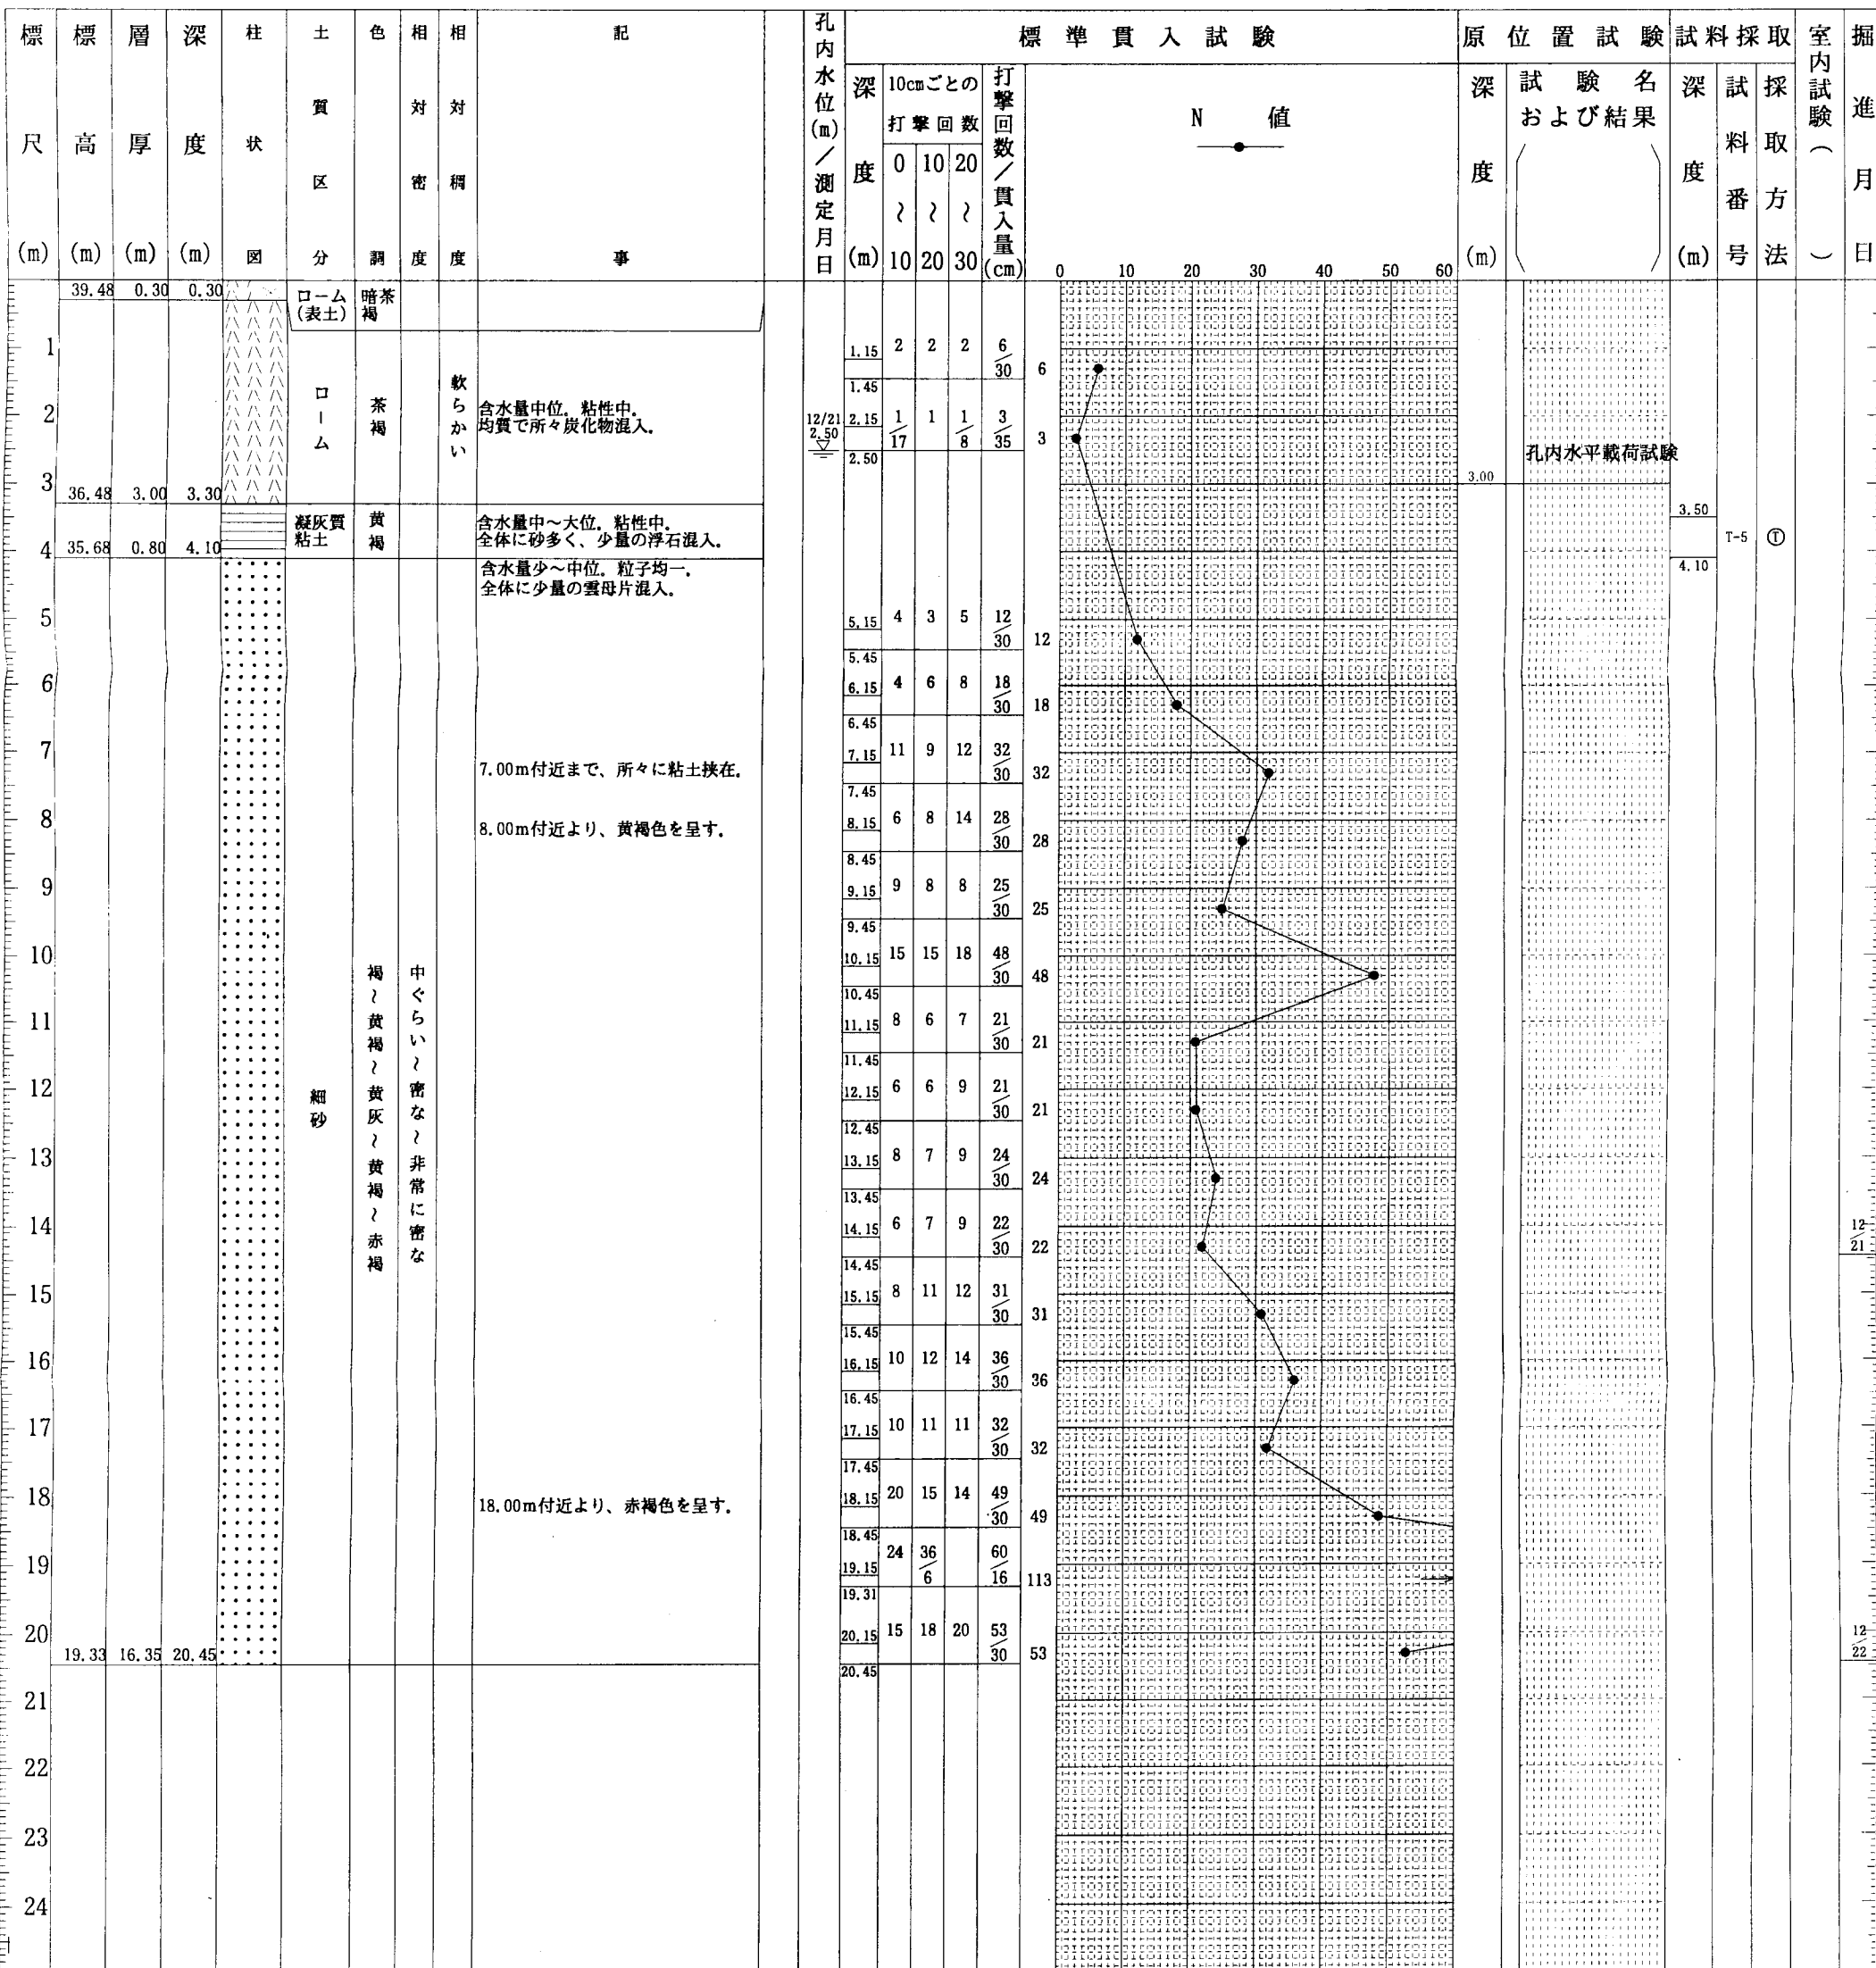 標尺(m)
標高(m)
層厚(m)
深度(m)
柱状図
土質区分
色調
相対密度
相対稠度
記事
孔内水位(m)/測定月日
標準貫入試験
深度(m)
10cmごとの
打撃回数
0 10 20
~ ~ ~
10 20 30
打撃回数/貫入量(cm)
N 値
0 10 20 30 40 50 60
原位置試験
深度(m)
試験名
および結果
試料採取
深度(m)
試料番号
採取方法
室内試験( )
掘進月日
39.48 0.30 0.30
ローム
(表土)
暗茶
褐
1
1.15 2 2 2 6/30 6
1.45
ローム
茶褐
軟らかい
含水量中位. 粘性中.
均質で所々炭化物混入.
2
12/21
2.50
2.15 1/17 1 1/8 3/35 3
2.50
孔内水平載荷試験
3.00
3
36.48 3.00 3.30
凝灰質
粘土
黄
褐
含水量中~大位. 粘性中.
全体に砂多く、少量の浮石混入.
3.50
T-5 Ⓣ
4.10
4
35.68 0.80 4.10
含水量少~中位. 粒子均一.
全体に少量の雲母片混入.
5
5.15 4 3 5 12/30 12
5.45
6
6.15 4 6 8 18/30 18
6.45
7
7.15 11 9 12 32/30 32
7.00m付近まで、所々に粘土挟在.
7.45
8
8.15 6 8 14 28/30 28
8.00m付近より、黄褐色を呈す.
8.45
9
9.15 9 8 8 25/30 25
9.45
10
10.15 15 15 18 48/30 48
10.45
細砂
褐~黄褐~黄灰~黄褐~赤褐
中ぐらい~密な~非常に密な
11
11.15 8 6 7 21/30 21
11.45
12
12.15 6 6 9 21/30 21
12.45
13
13.15 8 7 9 24/30 24
13.45
14
14.15 6 7 9 22/30 22
12/21
14.45
15
15.15 8 11 12 31/30 31
15.45
16
16.15 10 12 14 36/30 36
16.45
17
17.15 10 11 11 32/30 32
17.45
18
18.15 20 15 14 49/30 49
18.00m付近より、赤褐色を呈す.
18.45
19
19.15 24 36/6 60/16 113
19.31
20
20.15 15 18 20 53/30 53
12/22
19.33 16.35 20.45
20.45
21
22
23
24